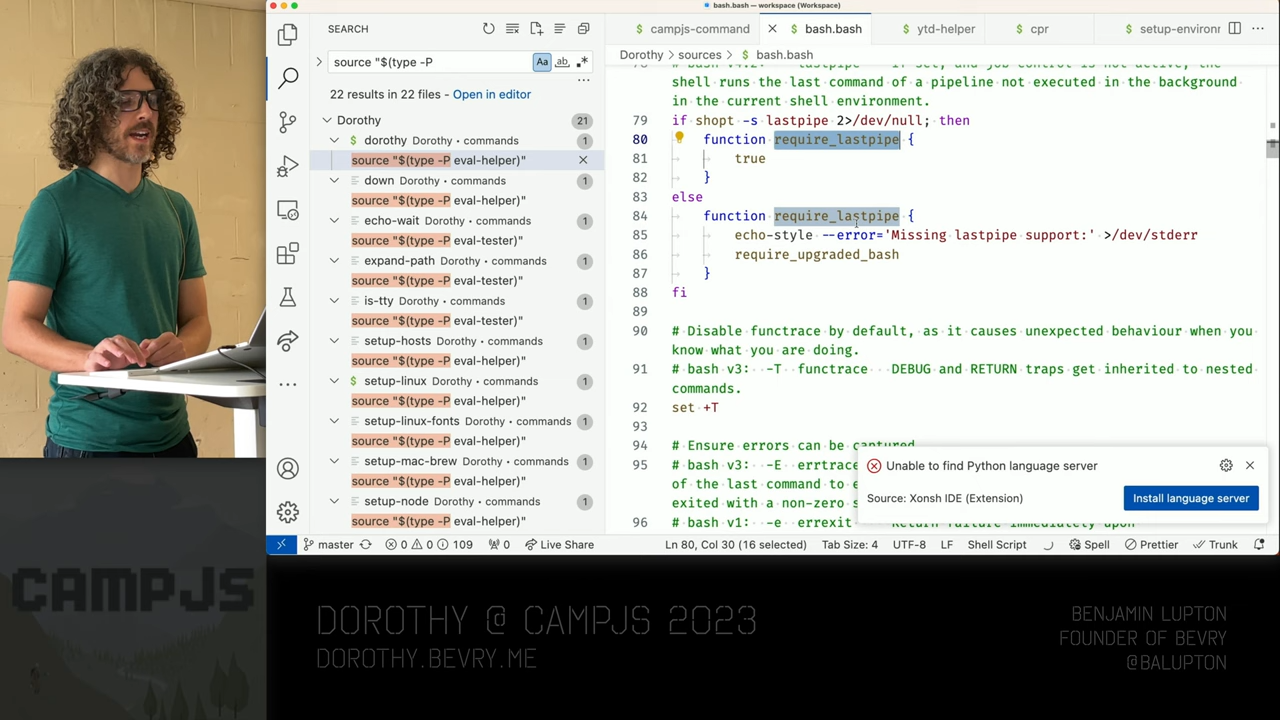 bash.bash — workspace (Workspace)
SEARCH
source "$(type -P
Aa
ab
.*
22 results in 22 files - Open in editor
Dorothy 21
$ dorothy Dorothy • commands 1
source "$(type -P eval-helper)"
down Dorothy • commands 1
source "$(type -P eval-helper)"
echo-wait Dorothy • commands 1
source "$(type -P eval-tester)"
expand-path Dorothy • commands 1
source "$(type -P eval-tester)"
is-tty Dorothy • commands 1
source "$(type -P eval-tester)"
setup-hosts Dorothy • commands 1
source "$(type -P eval-helper)"
$ setup-linux Dorothy • commands 1
source "$(type -P eval-helper)"
setup-linux-fonts Dorothy • commands 1
source "$(type -P eval-helper)"
setup-mac-brew Dorothy • commands 1
source "$(type -P eval-helper)"
setup-node Dorothy • commands 1
source "$(type -P eval-helper)"
$ campjs-command
$ bash.bash
$ ytd-helper
$ cpr
$ setup-environr
Dorothy > sources > $ bash.bash
shell runs the last command of a pipeline not executed in the background
in the current shell environment.
79 if shopt -s lastpipe 2>/dev/null; then
80 function require_lastpipe {
81 true
82 }
83 else
84 function require_lastpipe {
85 echo-style --error='Missing lastpipe support:' >/dev/stderr
86 require_upgraded_bash
87 }
88 fi
89
90 # Disable functrace by default, as it causes unexpected behaviour when you
know what you are doing.
91 # bash v3: -T functrace DEBUG and RETURN traps get inherited to nested
commands.
92 set +T
93
94 # Ensure errors can be captured.
95 # bash v3: -E errtrace
of the last command to e
exited with a non-zero s
96 # bash v1: -e errexit Return failure immediately upon
Unable to find Python language server
Source: Xonsh IDE (Extension)
Install language server
master 0 0 109 0 Live Share
Ln 80, Col 30 (16 selected) Tab Size: 4 UTF-8 LF Shell Script Spell Prettier Trunk
CAMPJS
DOROTHY @ CAMPJS 2023
DOROTHY.BEVRY.ME
BENJAMIN LUPTON
FOUNDER OF BEVRY
@BALUPTON